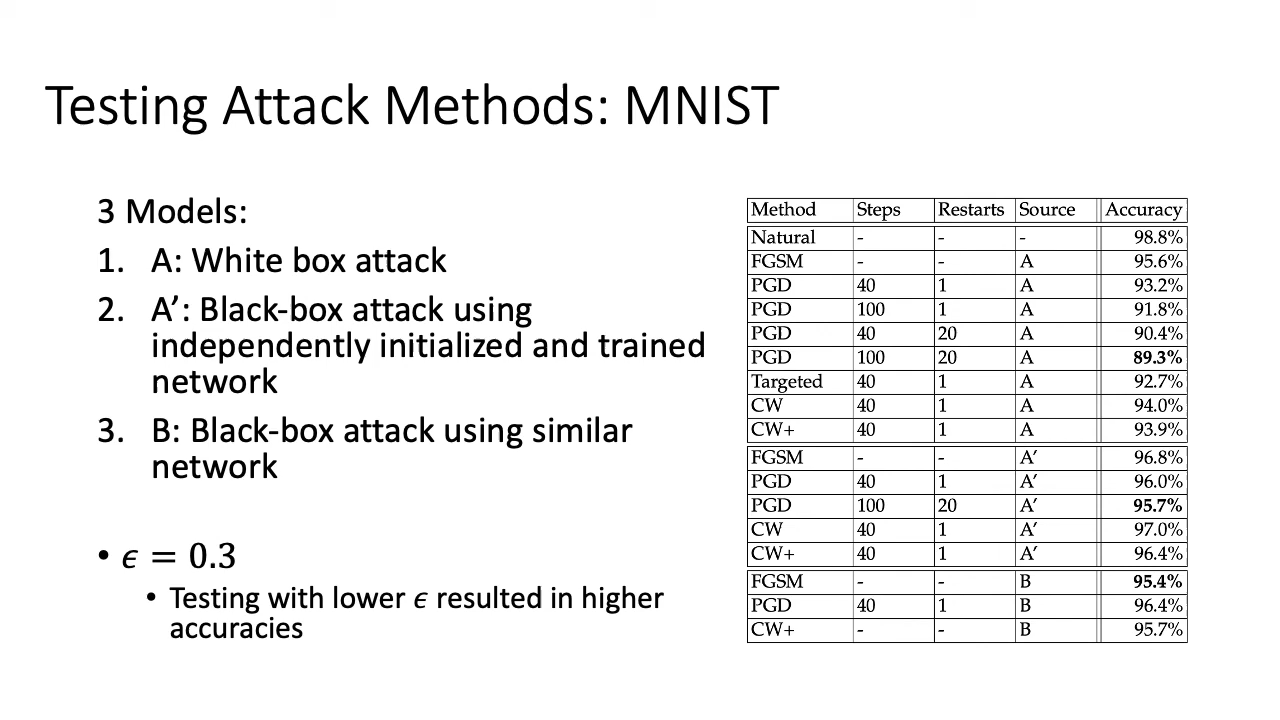 Testing Attack Methods: MNIST
3 Models:
1. A: White box attack
2. A′: Black-box attack using
independently initialized and trained
network
3. B: Black-box attack using similar
network
• ϵ = 0.3
• Testing with lower ϵ resulted in higher
accuracies
Method Steps Restarts Source Accuracy
Natural - - - 98.8%
FGSM - - A 95.6%
PGD 40 1 A 93.2%
PGD 100 1 A 91.8%
PGD 40 20 A 90.4%
PGD 100 20 A 89.3%
Targeted 40 1 A 92.7%
CW 40 1 A 94.0%
CW+ 40 1 A 93.9%
FGSM - - A′ 96.8%
PGD 40 1 A′ 96.0%
PGD 100 20 A′ 95.7%
CW 40 1 A′ 97.0%
CW+ 40 1 A′ 96.4%
FGSM - - B 95.4%
PGD 40 1 B 96.4%
CW+ - - B 95.7%